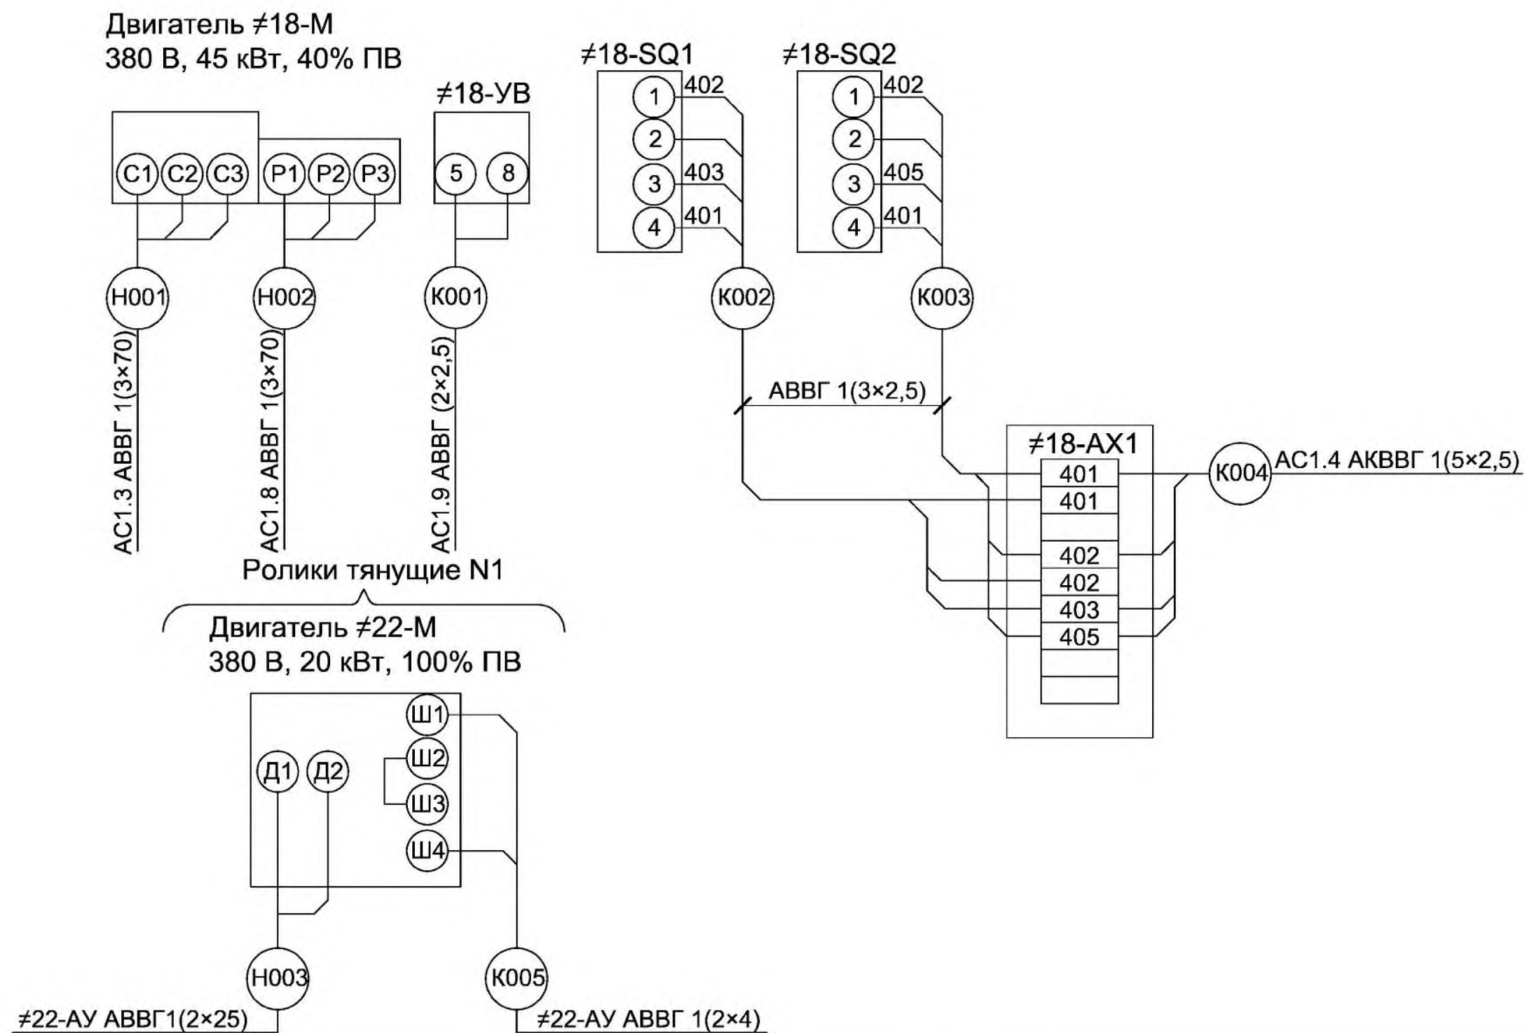 Двигатель ≠18-М
380 В, 45 кВт, 40% ПВ
С1 С2 С3 Р1 Р2 Р3
Н001
АС1.3 АВВГ 1(3×70)
Н002
АС1.8 АВВГ 1(3×70)
≠18-УВ
5 8
К001
АС1.9 АВВГ (2×2,5)
≠18-SQ1
1 402
2
3 403
4 401
К002
≠18-SQ2
1 402
2
3 405
4 401
К003
АВВГ 1(3×2,5)
≠18-АХ1
401
401
402
402
403
405
К004
АС1.4 АКВВГ 1(5×2,5)
Ролики тянущие N1
Двигатель ≠22-М
380 В, 20 кВт, 100% ПВ
Д1 Д2
Ш1
Ш2
Ш3
Ш4
Н003
≠22-АУ АВВГ1(2×25)
К005
≠22-АУ АВВГ 1(2×4)